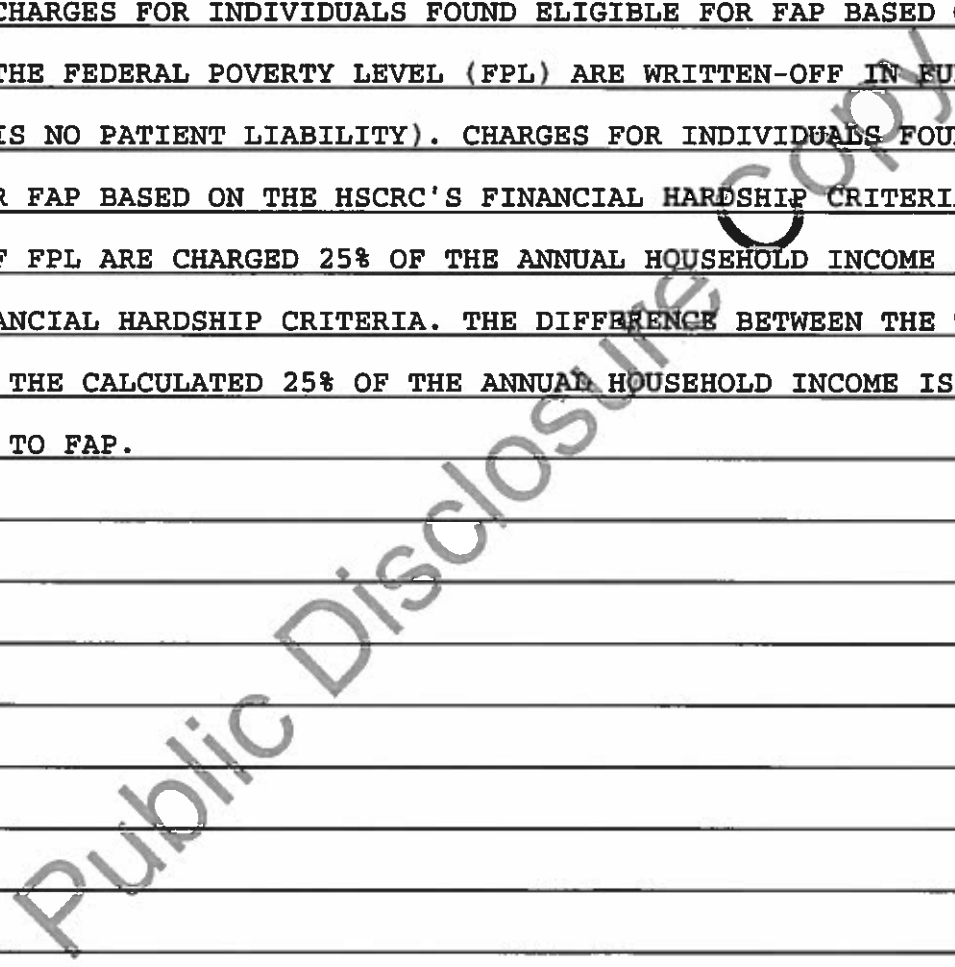 CHARGES FOR INDIVIDUALS FOUND ELIGIBLE FOR FAP BASED
THE FEDERAL POVERTY LEVEL (FPL) ARE WRITTEN-OFF IN FU
IS NO PATIENT LIABILITY). CHARGES FOR INDIVIDUALS FOU
R FAP BASED ON THE HSCRC'S FINANCIAL HARDSHIP CRITERI
F FPL ARE CHARGED 25% OF THE ANNUAL HOUSEHOLD INCOME
ANCIAL HARDSHIP CRITERIA. THE DIFFERENCE BETWEEN THE
THE CALCULATED 25% OF THE ANNUAL HOUSEHOLD INCOME IS
TO FAP.
Public Disclosure Copy